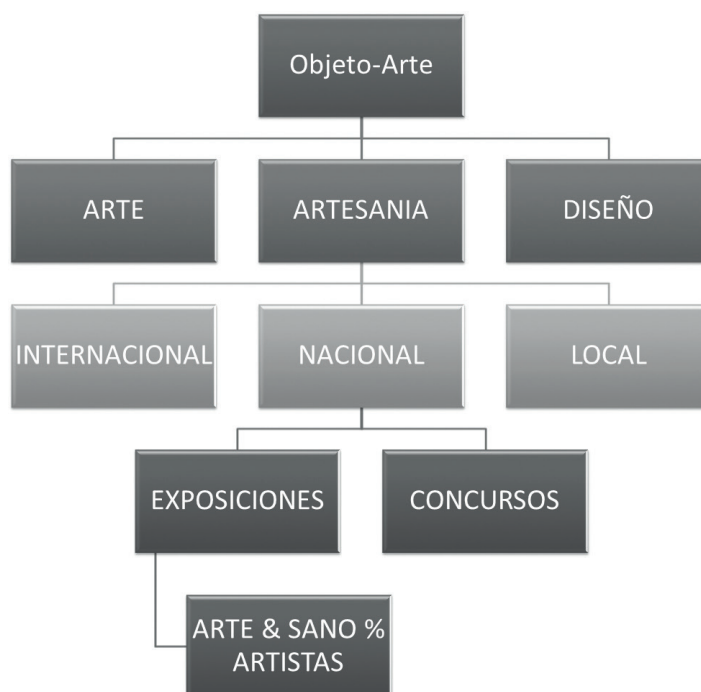 Objeto-Arte
ARTE
ARTESANIA
DISEÑO
INTERNACIONAL
NACIONAL
LOCAL
EXPOSICIONES
CONCURSOS
ARTE & SANO %
ARTISTAS